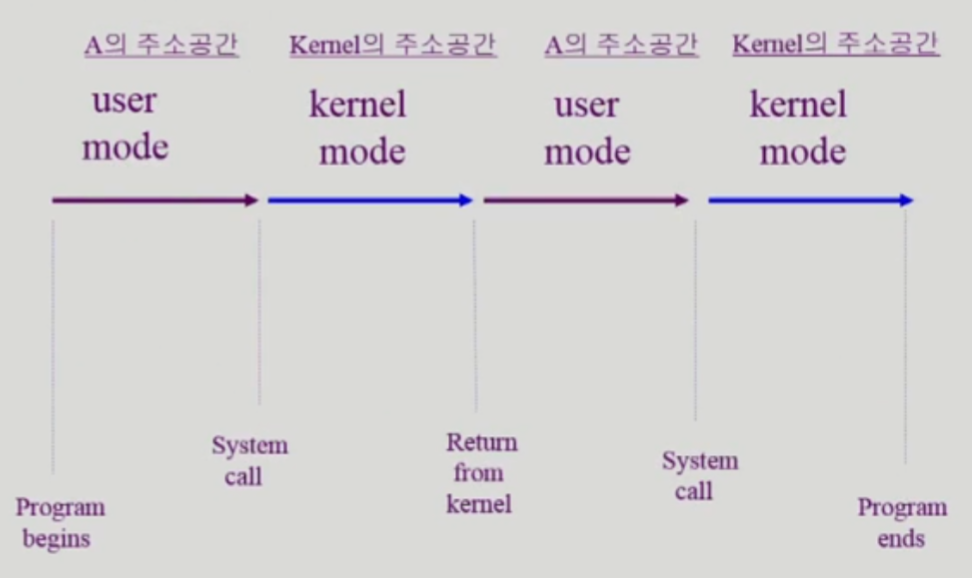 A의 주소공간 Kernel의 주소공간 A의 주소공간 Kernel의 주소공간
user kernel user kernel
mode mode mode mode
System Return System
call from call
kernel
Program Program
begins ends